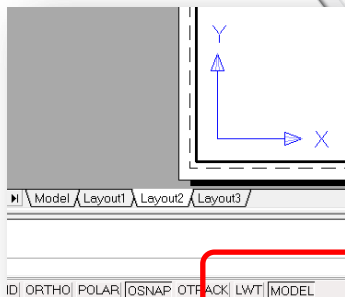 Y
X
Model Layout1 Layout2 Layout3
ORTHO POLAR OSNAP OTRACK LWT MODEL